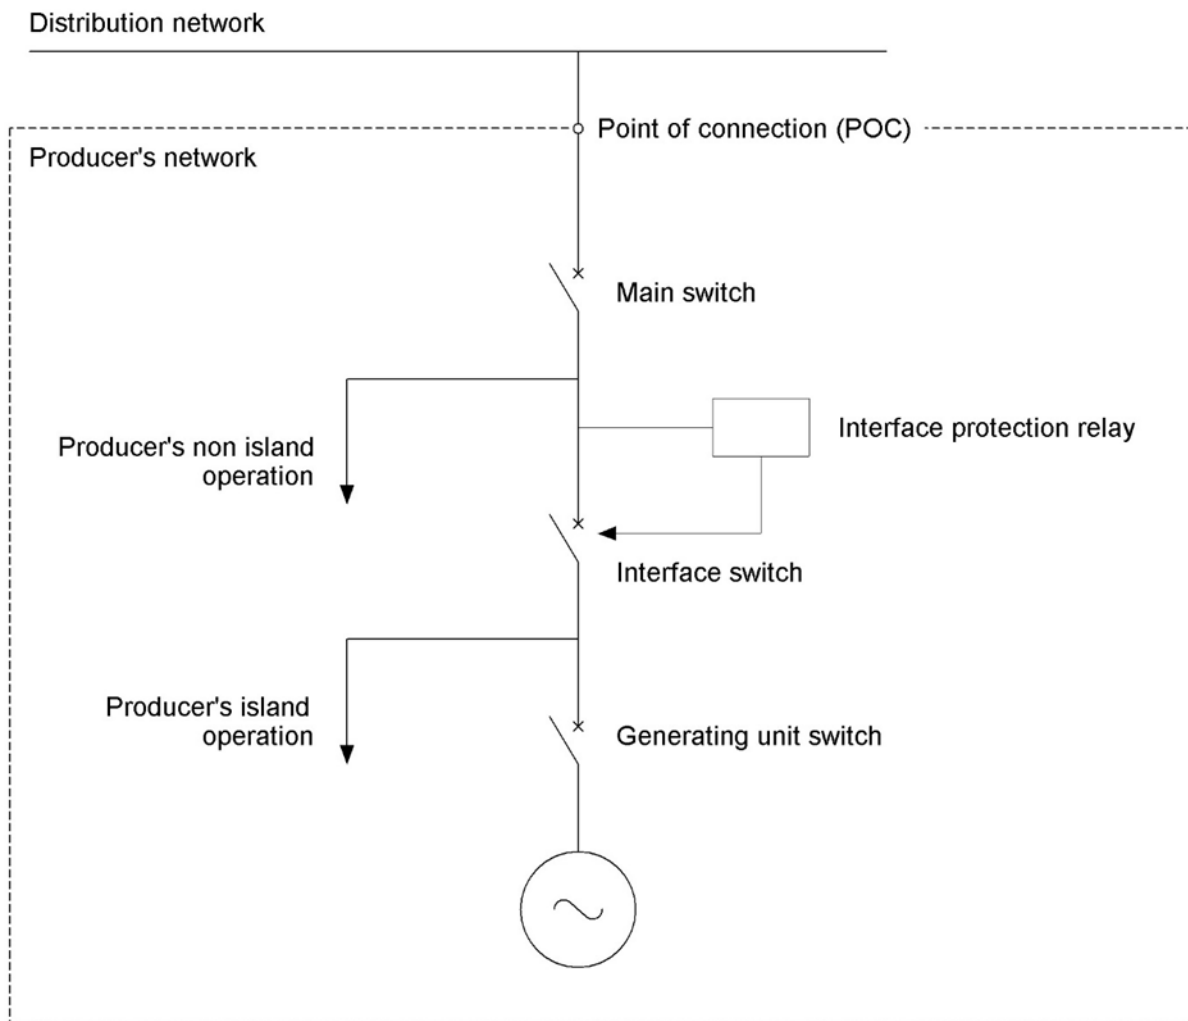 Distribution network
Point of connection (POC)
Producer's network
Main switch
Producer's non island
operation
Interface protection relay
Interface switch
Producer's island
operation
Generating unit switch